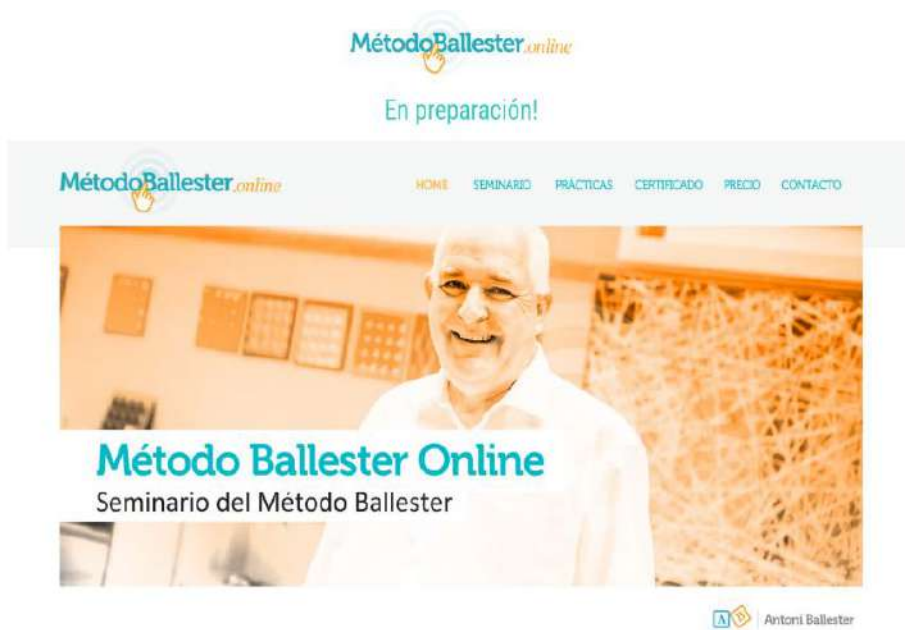 MétodoBallester.online
En preparación!
MétodoBallester.online
HOME SEMINARIO PRÁCTICAS CERTIFICADO PRECIO CONTACTO
Método Ballester Online
Seminario del Método Ballester
A B Antoni Ballester